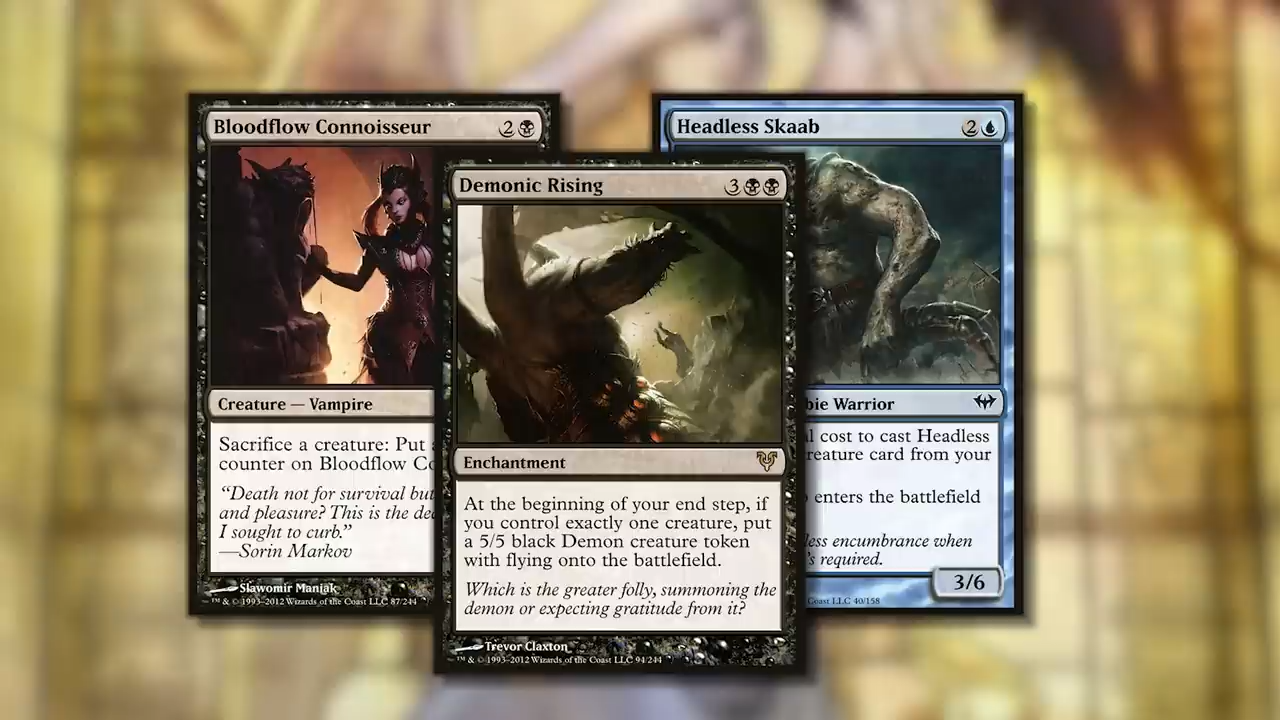 Bloodflow Connoisseur 2
Creature — Vampire
Sacrifice a creature: Put
counter on Bloodflow
“Death not for survival but
and pleasure? This is the
I sought to curb.”
—Sorin Markov
Slawomir Maniak
™ & © 1993–2012 Wizards of the Coast LLC 87/244
Demonic Rising 3
Enchantment
At the beginning of your end step, if
you control exactly one creature, put
a 5/5 black Demon creature token
with flying onto the battlefield.
Which is the greater folly, summoning the
demon or expecting gratitude from it?
Trevor Claxton
™ & © 1993–2012 Wizards of the Coast LLC 94/244
Headless Skaab 2
Warrior
cost to cast Headless
card from your
enters the battlefield
encumbrance when
required.
3/6
Coast LLC 40/158